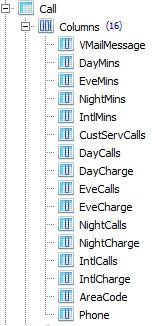 Call
Columns (16)
VMailMessage
DayMins
EveMins
NightMins
IntlMins
CustServCalls
DayCalls
DayCharge
EveCalls
EveCharge
NightCalls
NightCharge
IntlCalls
IntlCharge
AreaCode
Phone